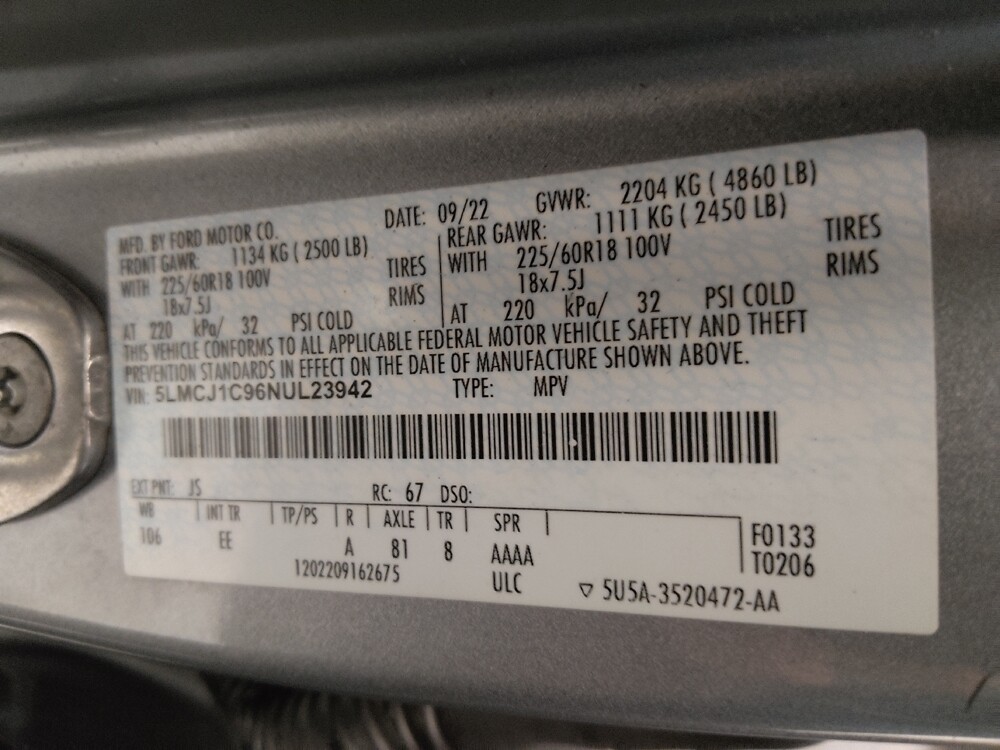 MFD. BY FORD MOTOR CO. DATE: 09/22 GVWR: 2204 KG ( 4860 LB)
FRONT GAWR: 1134 KG ( 2500 LB) REAR GAWR: 1111 KG ( 2450 LB)
WITH 225/60R18 100V TIRES WITH 225/60R18 100V TIRES
18x7.5J RIMS 18x7.5J RIMS
AT 220 kPa/ 32 PSI COLD AT 220 kPa/ 32 PSI COLD
THIS VEHICLE CONFORMS TO ALL APPLICABLE FEDERAL MOTOR VEHICLE SAFETY AND THEFT
PREVENTION STANDARDS IN EFFECT ON THE DATE OF MANUFACTURE SHOWN ABOVE.
VIN: 5LMCJ1C96NUL23942 TYPE: MPV
EXT PNT: JS RC: 67 DSO:
WB INT TR TP/PS R AXLE TR SPR F0133
106 EE A 81 8 AAAA T0206
1202209162675 ULC ▽ 5U5A-3520472-AA